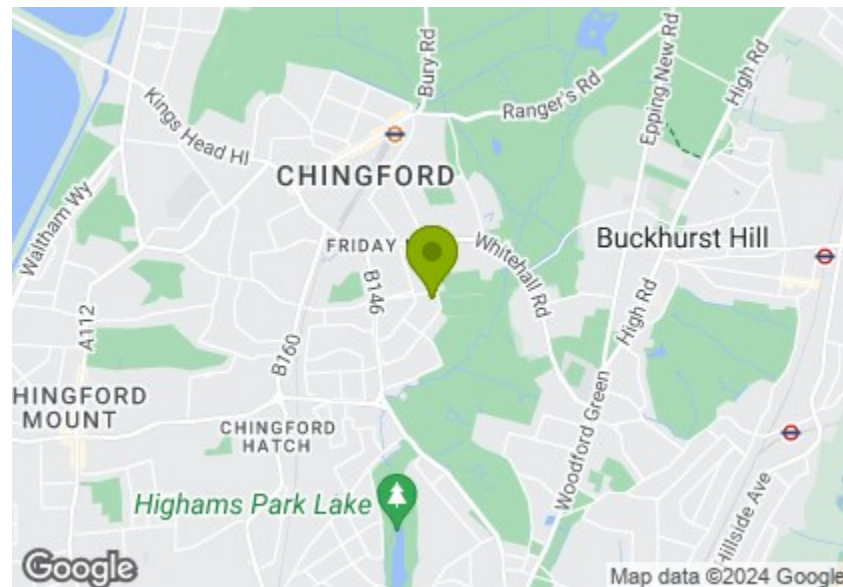 Bury Rd
Ranger's Rd
Epping New Rd
High Rd
Kings Head Hl
CHINGFORD
Waltham Wy
FRIDAY
Whitehall Rd
Buckhurst Hill
B146
A112
B160
High Rd
HINGFORD
MOUNT
CHINGFORD
HATCH
Woodford Green
Highams Park Lake
Hillside Ave
Google
Map data ©2024 Google